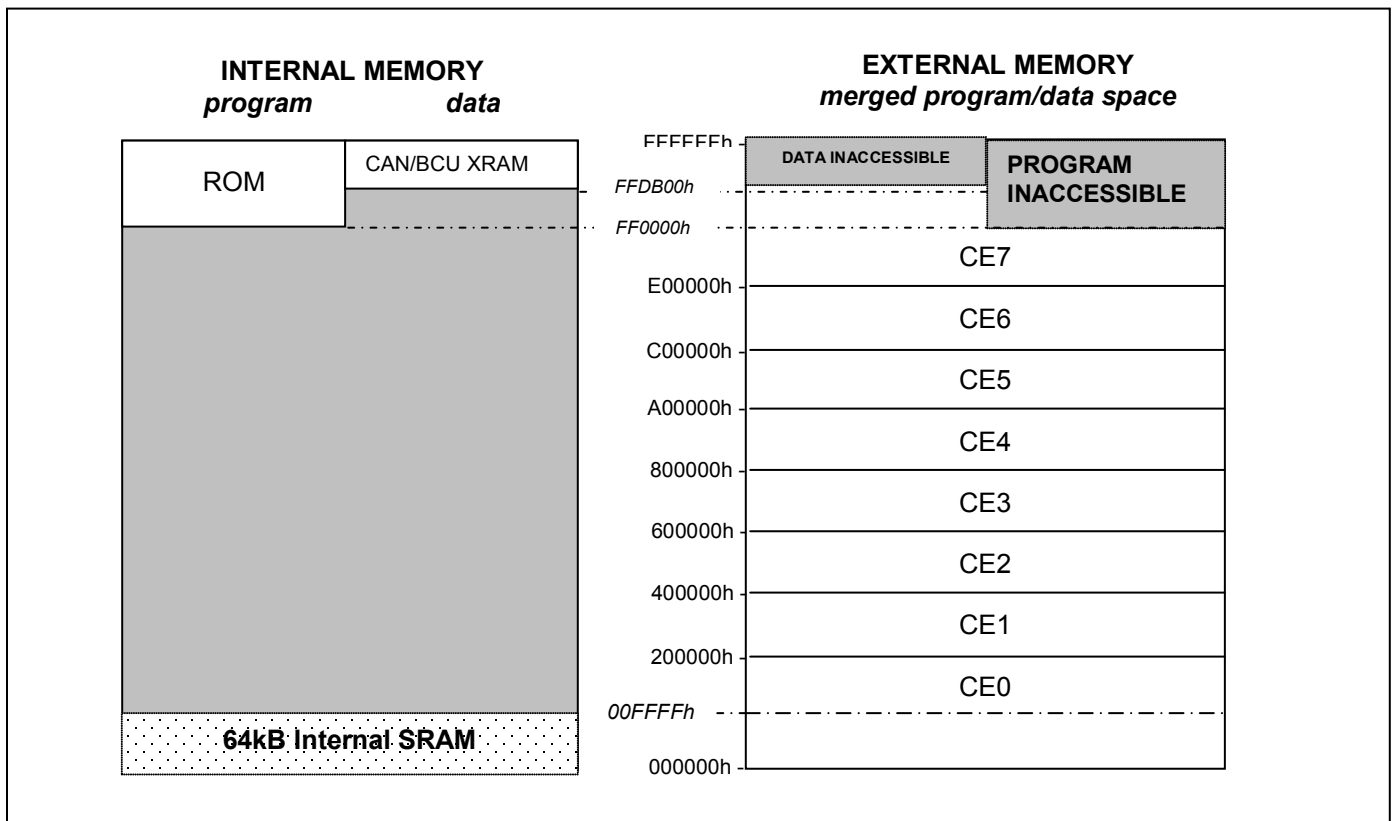 INTERNAL MEMORY
program data
ROM
CAN/BCU XRAM
64kB Internal SRAM
EXTERNAL MEMORY
merged program/data space
FFFFFFh
DATA INACCESSIBLE
PROGRAM
INACCESSIBLE
FFDB00h
FF0000h
CE7
E00000h
CE6
C00000h
CE5
A00000h
CE4
800000h
CE3
600000h
CE2
400000h
CE1
200000h
CE0
00FFFFh
000000h